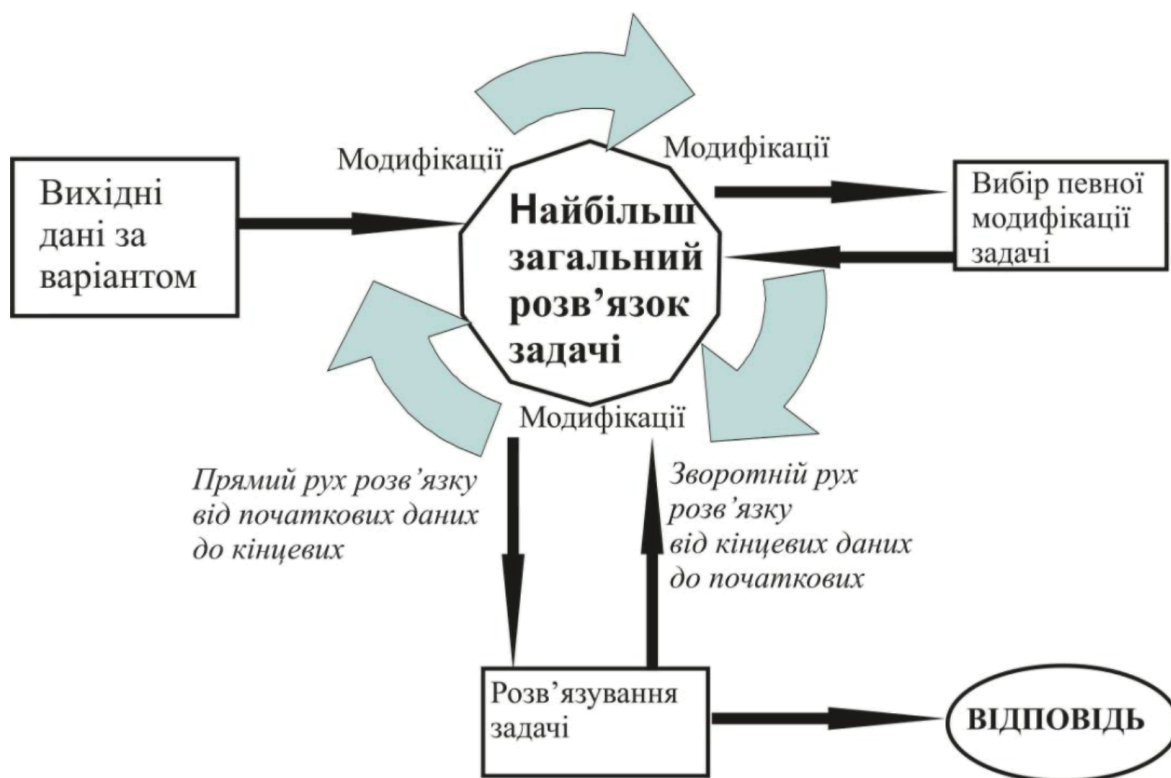 Модифікації
Модифікації
Вихідні
дані за
варіантом
Найбільш
загальний
розв’язок
задачі
Вибір певної
модифікації
задачі
Модифікації
Прямий рух розв’язку
від початкових даних
до кінцевих
Зворотній рух
розв’язку
від кінцевих даних
до початкових
Розв’язування
задачі
ВІДПОВІДЬ